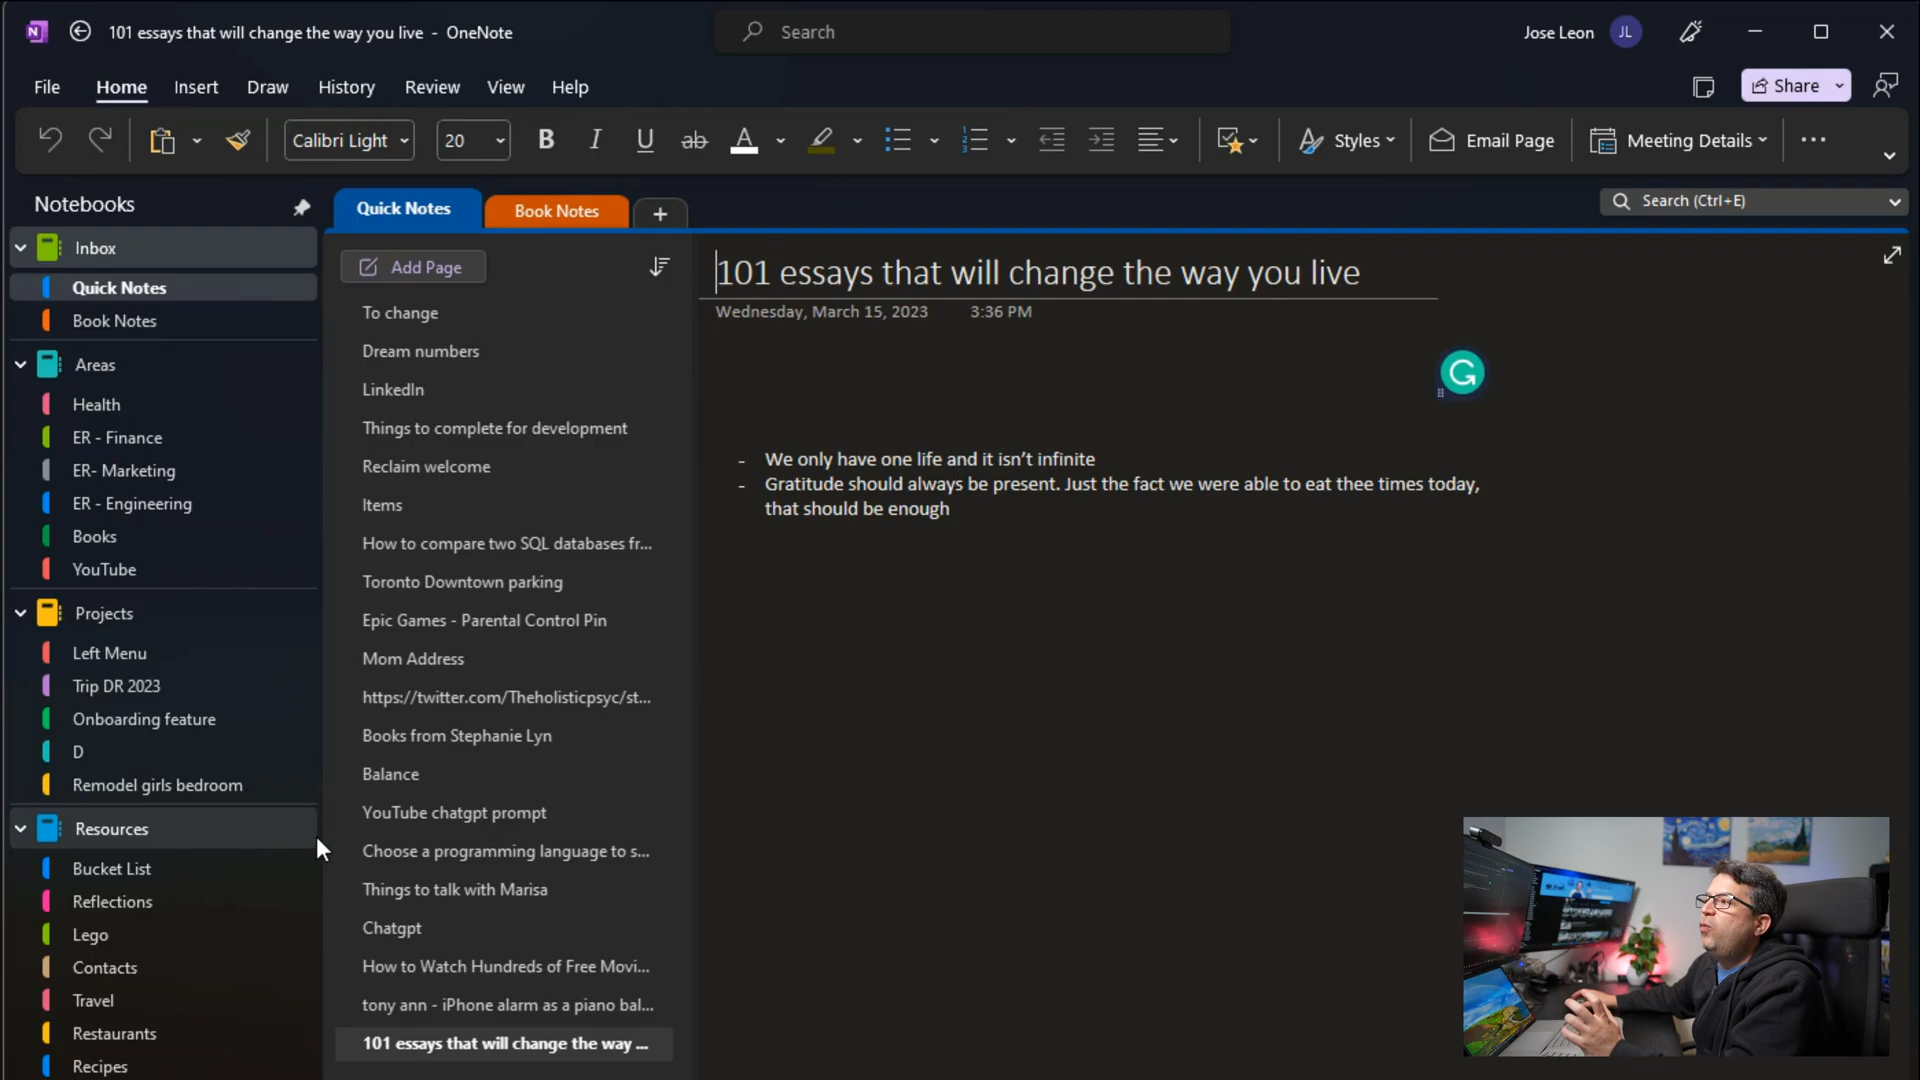 101 essays that will change the way you live - OneNote
Search
Jose Leon
JL
File
Home
Insert
Draw
History
Review
View
Help
Share
Calibri Light
20
B
I
U
ab
A
Styles
Email Page
Meeting Details
Notebooks
Quick Notes
Book Notes
+
Search (Ctrl+E)
Inbox
Quick Notes
Book Notes
Areas
Health
ER - Finance
ER- Marketing
ER - Engineering
Books
YouTube
Projects
Left Menu
Trip DR 2023
Onboarding feature
D
Remodel girls bedroom
Resources
Bucket List
Reflections
Lego
Contacts
Travel
Restaurants
Recipes
Add Page
To change
Dream numbers
LinkedIn
Things to complete for development
Reclaim welcome
Items
How to compare two SQL databases fr...
Toronto Downtown parking
Epic Games - Parental Control Pin
Mom Address
https://twitter.com/Theholisticpsyc/st...
Books from Stephanie Lyn
Balance
YouTube chatgpt prompt
Choose a programming language to s...
Things to talk with Marisa
Chatgpt
How to Watch Hundreds of Free Movi...
tony ann - iPhone alarm as a piano bal...
101 essays that will change the way ...
101 essays that will change the way you live
Wednesday, March 15, 2023 3:36 PM
- We only have one life and it isn't infinite
- Gratitude should always be present. Just the fact we were able to eat thee times today,
that should be enough